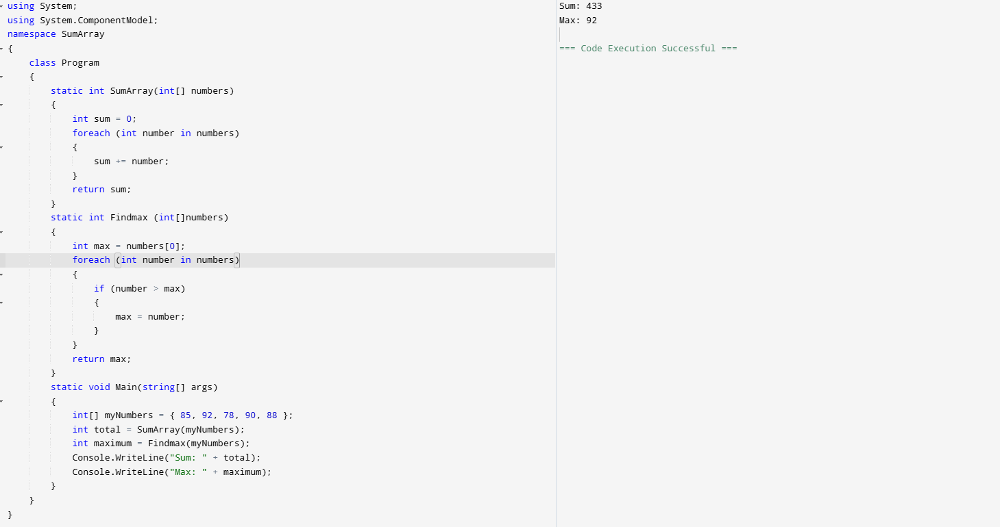 using System;
using System.ComponentModel;
namespace SumArray
{
    class Program
    {
        static int SumArray(int[] numbers)
        {
            int sum = 0;
            foreach (int number in numbers)
            {
                sum += number;
            }
            return sum;
        }
        static int Findmax (int[]numbers)
        {
            int max = numbers[0];
            foreach (int number in numbers)
            {
                if (number > max)
                {
                    max = number;
                }
            }
            return max;
        }
        static void Main(string[] args)
        {
            int[] myNumbers = { 85, 92, 78, 90, 88 };
            int total = SumArray(myNumbers);
            int maximum = Findmax(myNumbers);
            Console.WriteLine("Sum: " + total);
            Console.WriteLine("Max: " + maximum);
        }
    }
}
Sum: 433
Max: 92
=== Code Execution Successful ===